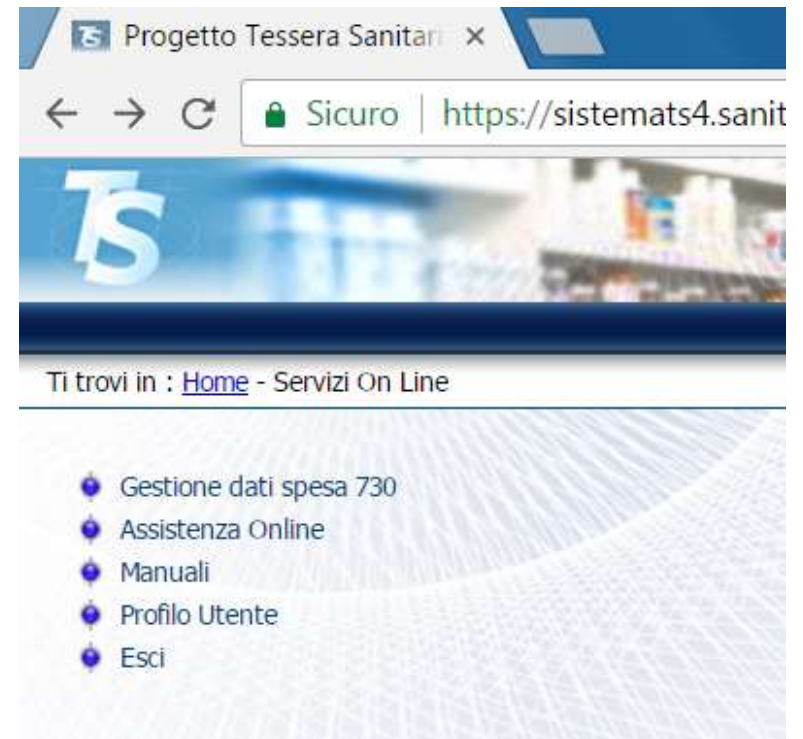 TS Progetto Tessera Sanitari
Sicuro | https://sistemats4.sanit
TS
Ti trovi in : Home - Servizi On Line
Gestione dati spesa 730
Assistenza Online
Manuali
Profilo Utente
Esci